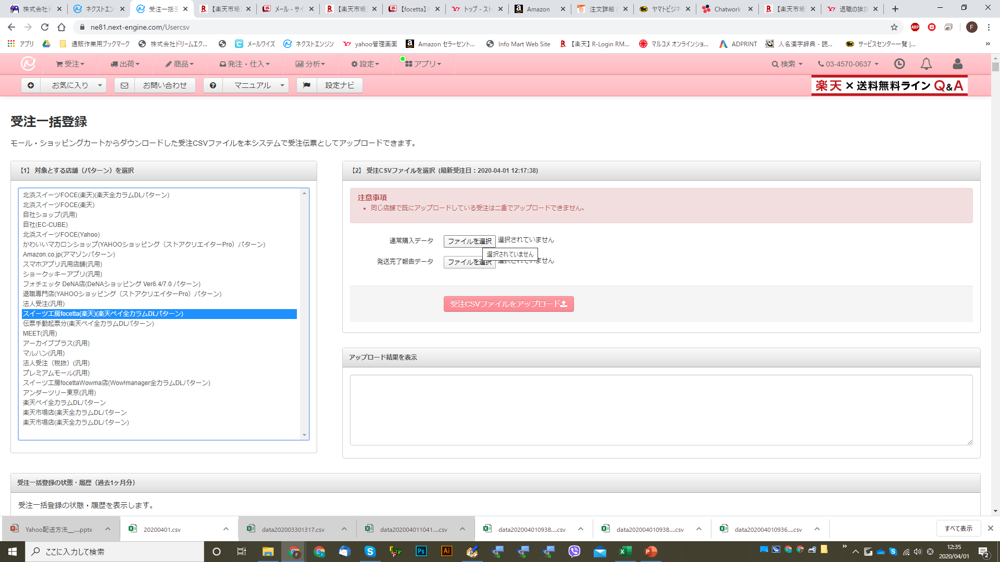 株式会社ド
ネクストエン
受注一括登
【楽天市場
メール - サイ
【楽天市場
【focetta】
トップ - スト
Amazon
注文詳細
ヤマトビジネ
Chatwork
【楽天市場
退職の挨拶
ne81.next-engine.com/Usercsv
ABP
F
アプリ
通販作業用ブックマーク
株式会社ドリームエク...
メールワイズ
ネクストエンジン
yahoo管理画面
Amazon セラーセント...
Info Mart Web Site
【楽天】R-Login RM...
マルコメ オンラインショ...
ADPRINT
人名漢字辞典 - 読...
サービスセンター一覧 |...
»
受注
出荷
商品
発注・仕入
分析
設定
アプリ
検索
03-4570-0637
お気に入り
お問い合わせ
マニュアル
設定ナビ
楽天×送料無料ライン Q&A
受注一括登録
モール・ショッピングカートからダウンロードした受注CSVファイルを本システムで受注伝票としてアップロードできます。
【1】 対象とする店舗（パターン）を選択
北浜スイーツFOCE(楽天)(楽天全カラムDLパターン)
北浜スイーツFOCE(楽天)
自社ショップ(汎用)
自社(EC-CUBE)
北浜スイーツFOCE(Yahoo)
かわいいマカロンショップ(YAHOOショッピング（ストアクリエイターPro）パターン)
Amazon.co.jp(アマゾンパターン)
スマホアプリ汎用店舗(汎用)
ショークッキーアプリ(汎用)
フォチェッタ DeNA店(DeNAショッピング Ver6.4/7.0 パターン)
退職専門店(YAHOOショッピング（ストアクリエイターPro）パターン)
法人受注(汎用)
スイーツ工房focetta(楽天)(楽天ペイ全カラムDLパターン)
伝票手動起票分(楽天ペイ全カラムDLパターン)
MEET(汎用)
アーカイブプラス(汎用)
マルハン(汎用)
法人受注（税抜）(汎用)
プレミアムモール(汎用)
スイーツ工房focettaWowma店(Wow!manager全カラムDLパターン)
アンダーツリー東京(汎用)
楽天ペイ全カラムDLパターン
楽天市場店(楽天全カラムDLパターン
楽天市場店(楽天全カラムDLパターン)
【2】 受注CSVファイルを選択 (最新受注日：2020-04-01 12:17:38)
注意事項
• 同じ店舗で既にアップロードしている受注は二重でアップロードできません。
通常購入データ
ファイルを選択
選択されていません
選択されていません
発送完了報告データ
ファイルを選択
選択されていません
受注CSVファイルをアップロード
アップロード結果を表示
受注一括登録の状態・履歴（過去1ヶ月分）
受注一括登録の状態・履歴を表示します。
Yahoo配送方法__....pptx
20200401.csv
data202003301317.csv
data202004011041....csv
data202004010938....csv
data202004010938....csv
data202004010936....csv
すべて表示
ここに入力して検索
Ps
Ai
12:35
2020/04/01
2